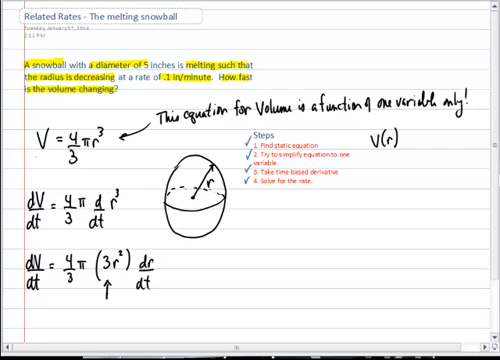 Related Rates - The melting snowball
Tuesday, January 07, 2014
2:51 PM
A snowball with a diameter of 5 inches is melting such that
the radius is decreasing at a rate of .1 in/minute. How fast
is the volume changing?
This equation for Volume is a function of one variable only!
V = 4/3 πr³
V(r)
Steps
1. Find static equation
2. Try to simplify equation to one
variable.
3. Take time based derivative
4. Solve for the rate.
r
dV/dt = 4/3 π d/dt r³
dV/dt = 4/3 π (3r²) dr/dt